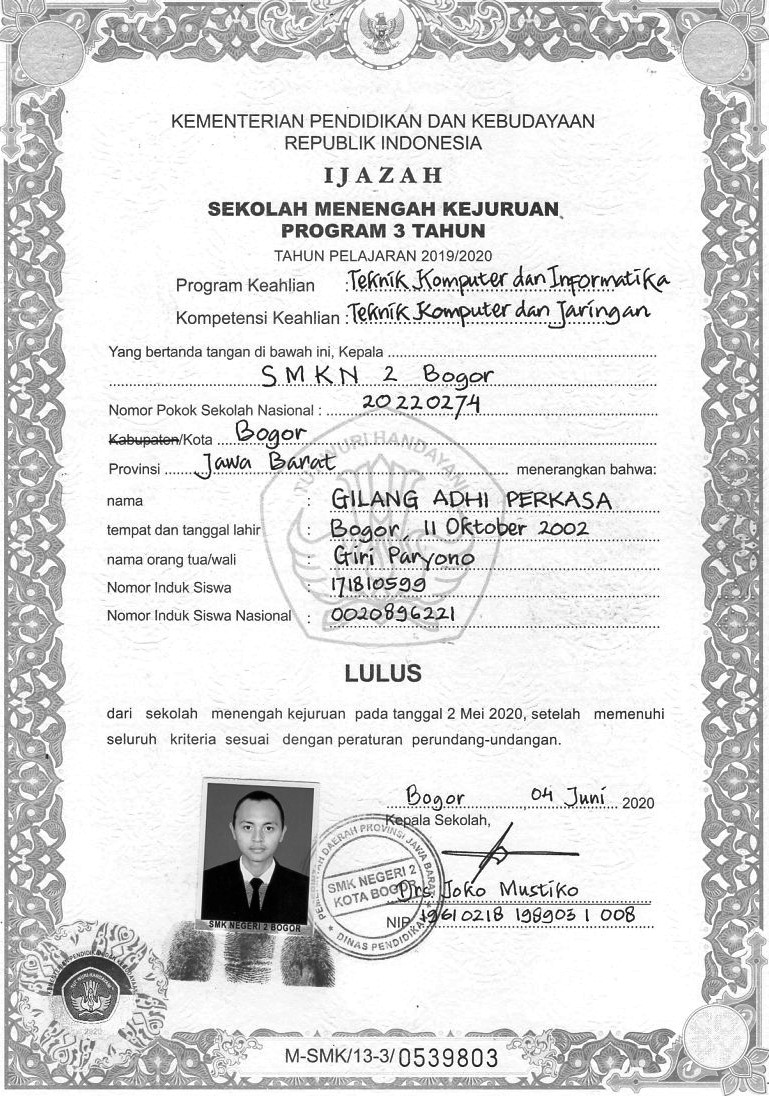 KEMENTERIAN PENDIDIKAN DAN KEBUDAYAAN
REPUBLIK INDONESIA
IJAZAH
SEKOLAH MENENGAH KEJURUAN
PROGRAM 3 TAHUN
TAHUN PELAJARAN 2019/2020
Program Keahlian : Teknik Komputer dan Informatika
Kompetensi Keahlian : Teknik Komputer dan Jaringan
Yang bertanda tangan di bawah ini, Kepala
SMKN 2 Bogor
Nomor Pokok Sekolah Nasional : 20220274
Kabupaten/Kota Bogor
Provinsi Jawa Barat menerangkan bahwa:
TUT WURI HANDAYANI
nama : GILANG ADHI PERKASA
tempat dan tanggal lahir : Bogor, 11 Oktober 2002
nama orang tua/wali : Giri Paryono
Nomor Induk Siswa : 171810599
Nomor Induk Siswa Nasional : 0020896221
LULUS
dari sekolah menengah kejuruan pada tanggal 2 Mei 2020, setelah memenuhi
seluruh kriteria sesuai dengan peraturan perundang-undangan.
Bogor, 04 Juni 2020
Kepala Sekolah,
PEMERINTAH DAERAH PROVINSI JAWA BARAT
SMK NEGERI 2
KOTA BOGOR
DINAS PENDIDIKAN
Drs. Joko Mustiko
NIP 19610218 198903 1 008
SMK NEGERI 2 BOGOR
TUT WURI HANDAYANI
2020
M-SMK/13-3/0539803